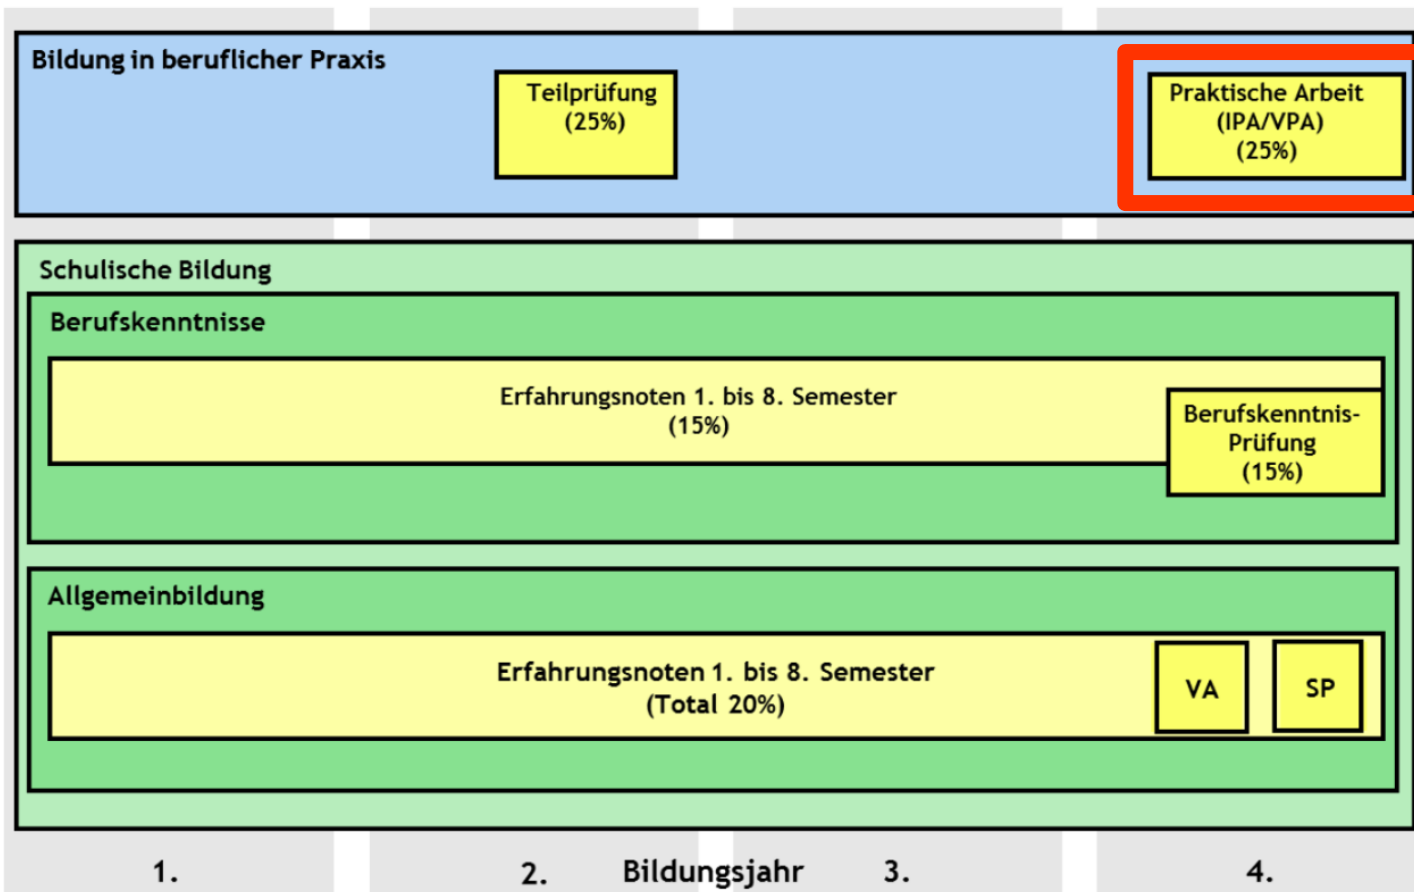 Bildung in beruflicher Praxis
Teilprüfung
(25%)
Praktische Arbeit
(IPA/VPA)
(25%)
Schulische Bildung
Berufskenntnisse
Erfahrungsnoten 1. bis 8. Semester
(15%)
Berufskenntnis-
Prüfung
(15%)
Allgemeinbildung
Erfahrungsnoten 1. bis 8. Semester
(Total 20%)
VA
SP
1. 2. Bildungsjahr 3. 4.